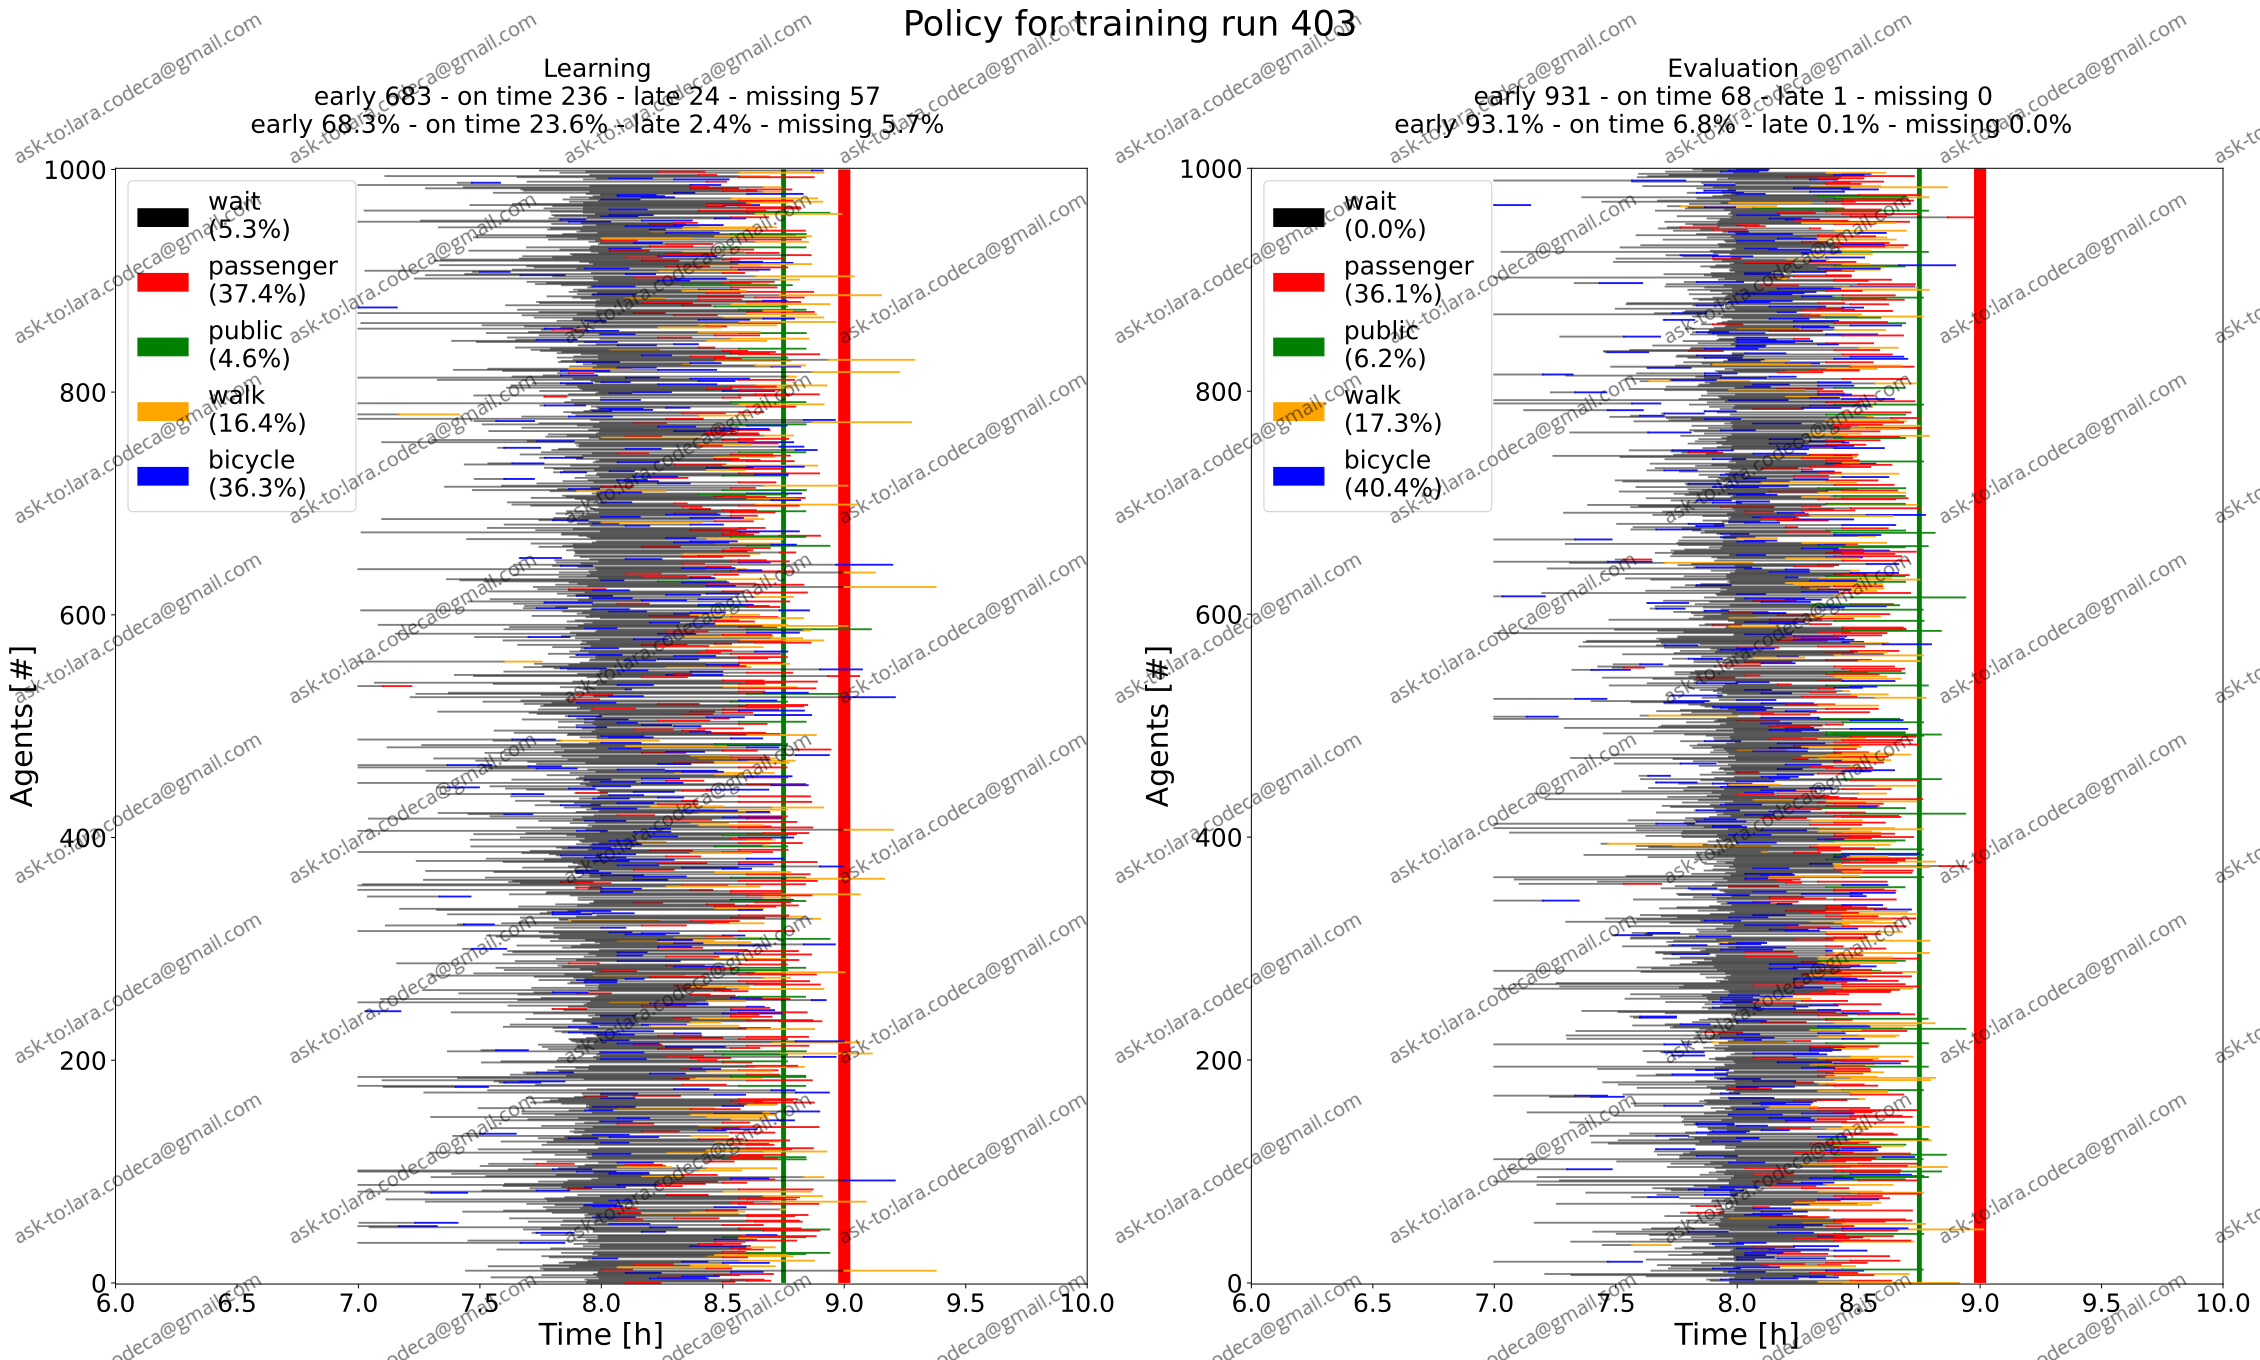 Policy for training run 403
Learning
early 683 - on time 236 - late 24 - missing 57
early 68.3% - on time 23.6% - late 2.4% - missing 5.7%
1000
800
600
400
200
0
Agents [#]
wait
(5.3%)
passenger
(37.4%)
public
(4.6%)
walk
(16.4%)
bicycle
(36.3%)
6.0 6.5 7.0 7.5 8.0 8.5 9.0 9.5 10.0
Time [h]
Evaluation
early 931 - on time 68 - late 1 - missing 0
early 93.1% - on time 6.8% - late 0.1% - missing 0.0%
1000
800
600
400
200
0
Agents [#]
wait
(0.0%)
passenger
(36.1%)
public
(6.2%)
walk
(17.3%)
bicycle
(40.4%)
6.0 6.5 7.0 7.5 8.0 8.5 9.0 9.5 10.0
Time [h]
ask-to:lara.codeca@gmail.com